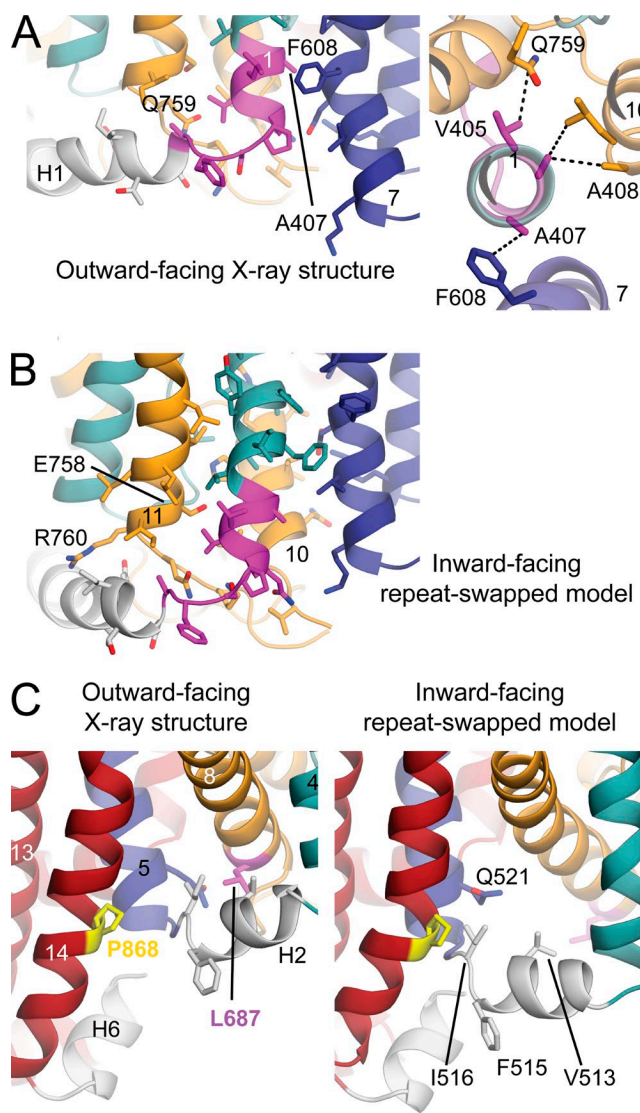 A
F608
1
Q759
H1
7
A407
Outward-facing X-ray structure
Q759
V405
1
10
A408
A407
F608
7
B
E758
11
R760
10
Inward-facing
repeat-swapped model
C
Outward-facing
X-ray structure
Inward-facing
repeat-swapped model
8
4
13
5
Q521
P868
14
H2
H6
L687
I516
F515
V513